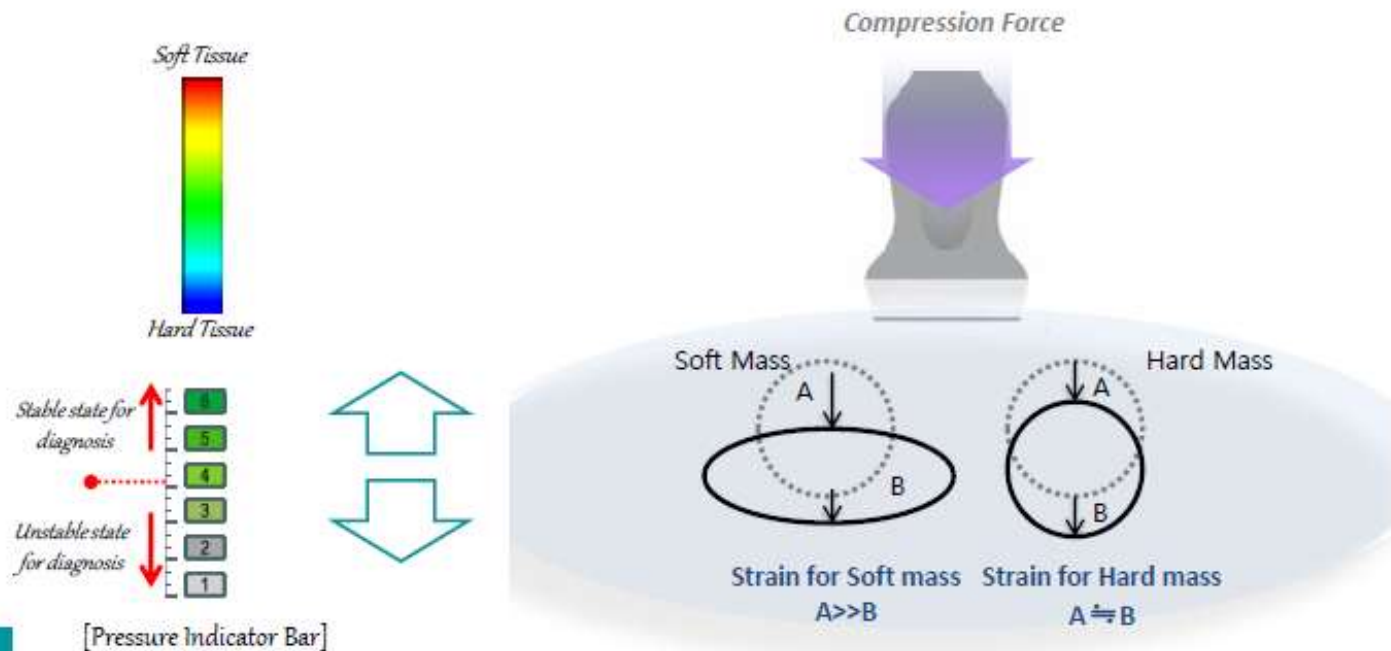 Compression Force
Soft Tissue
Hard Tissue
Stable state for
diagnosis
Unstable state
for diagnosis
6
5
4
3
2
1
[Pressure Indicator Bar]
Soft Mass
A
B
Hard Mass
A
B
Strain for Soft mass
A>>B
Strain for Hard mass
A≒B